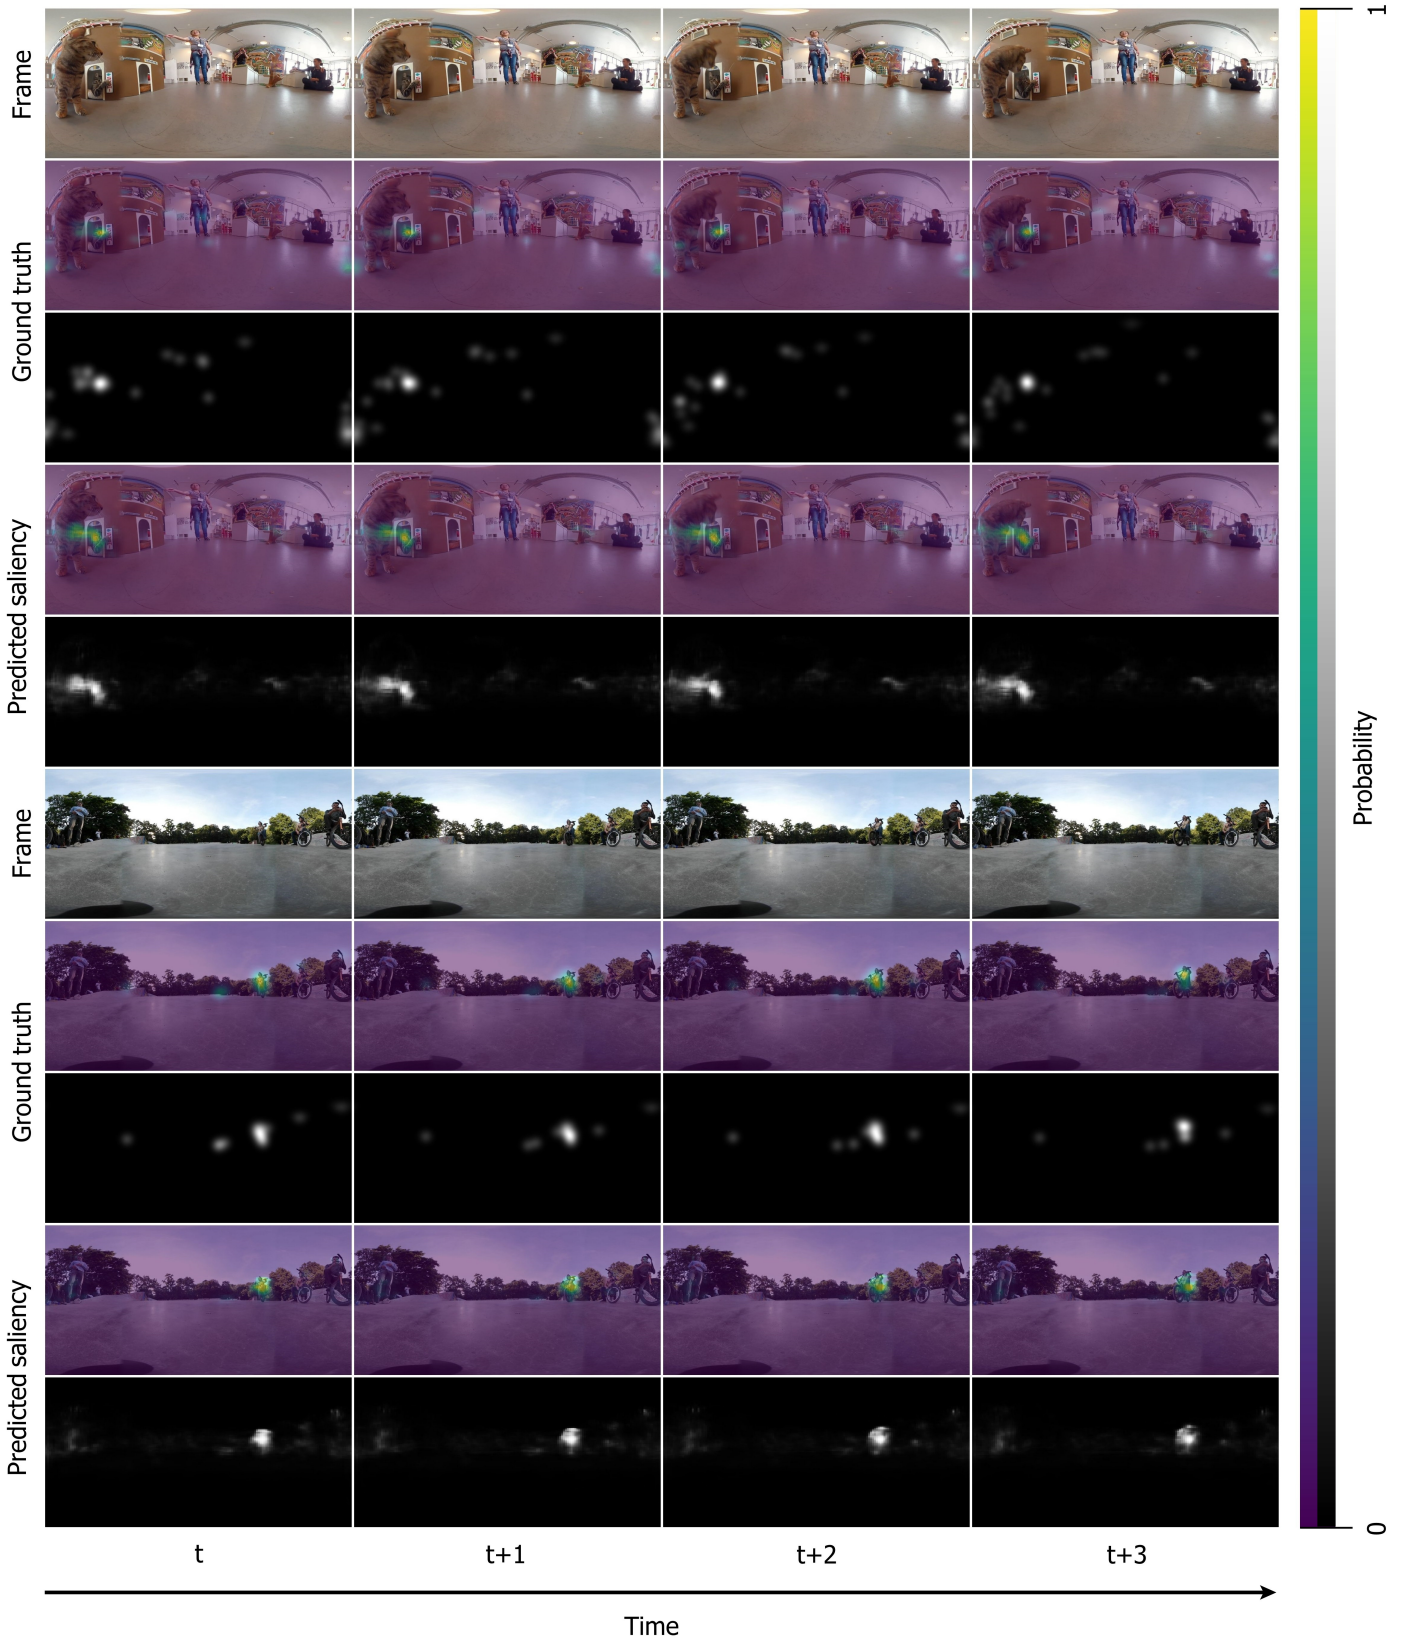 Frame
Ground truth
Predicted saliency
Frame
Ground truth
Predicted saliency
t
t+1
t+2
t+3
Time
1
Probability
0